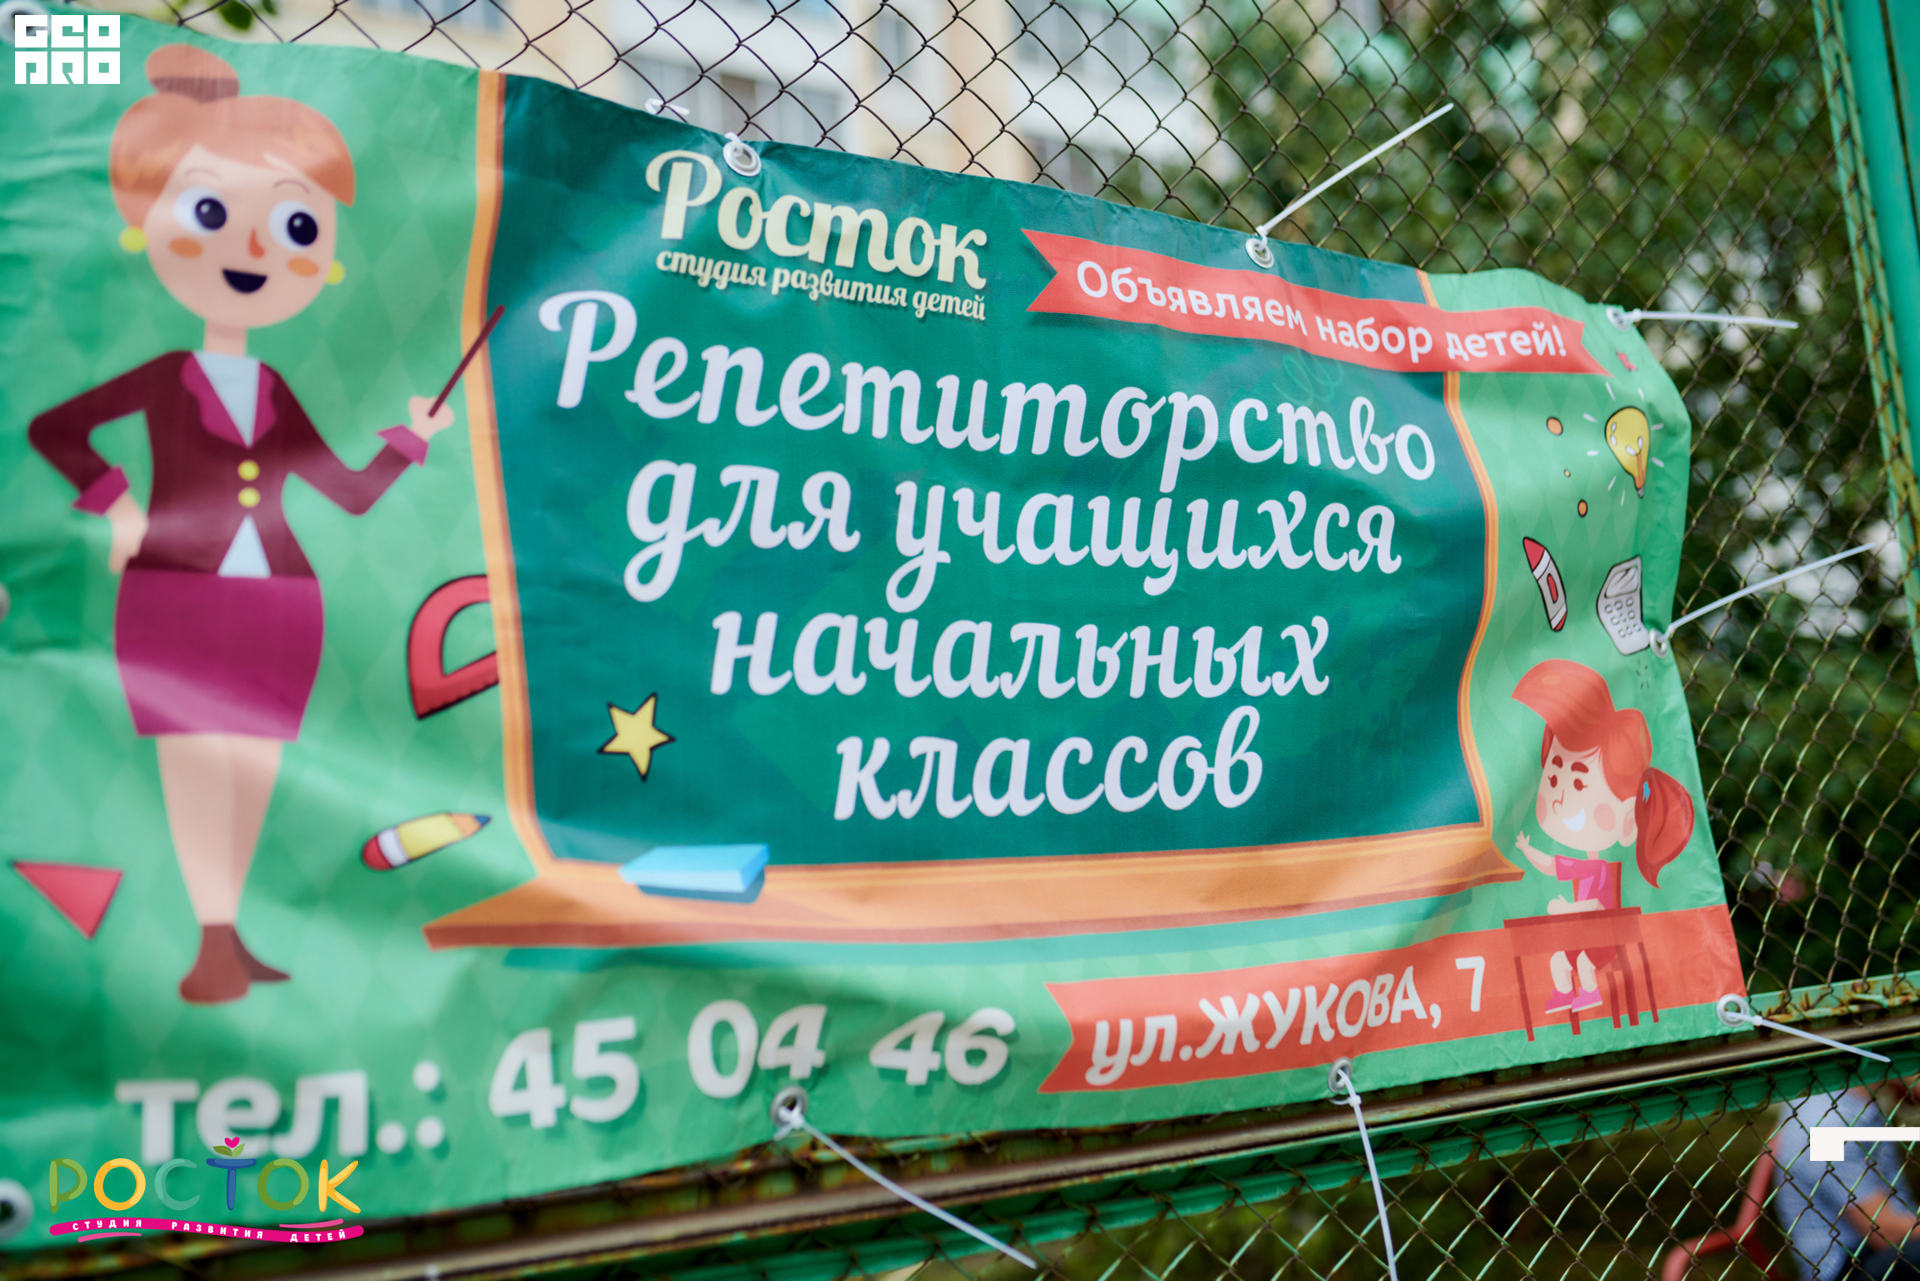 GEO
PRO
Росток
студия развития детей
Объявляем набор детей!
Репетиторство
для учащихся
начальных
классов
тел.: 45 04 46
ул.ЖУКОВА, 7
РОСТОК
СТУДИЯ РАЗВИТИЯ ДЕТЕЙ